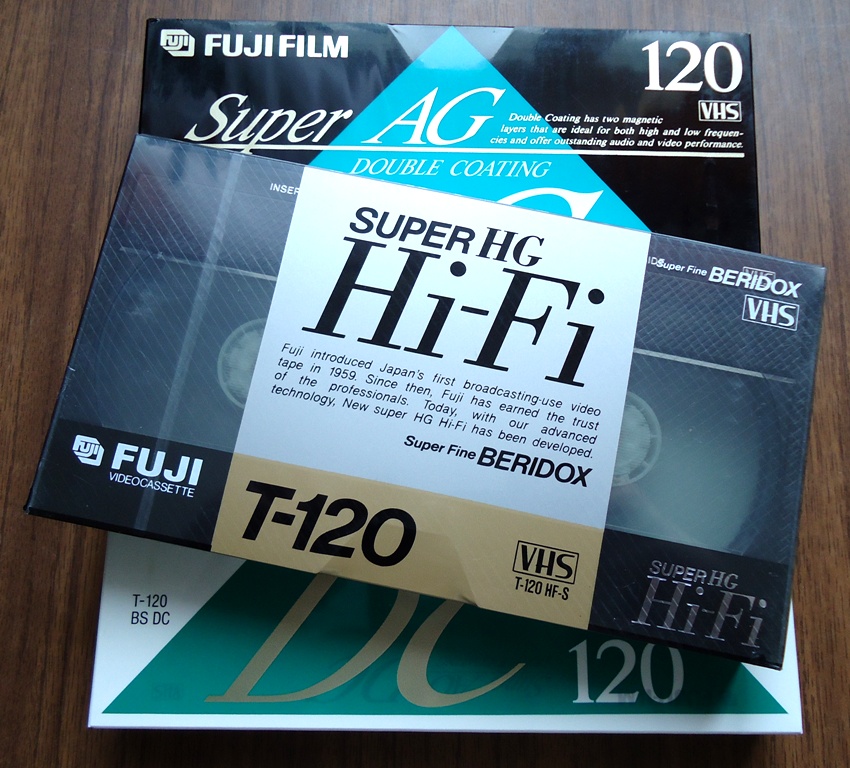 FUJI FUJIFILM
120
VHS
Super AG
Double Coating has two magnetic
layers that are ideal for both high and low frequen-
cies and offer outstanding audio and video performance.
DOUBLE COATING
INSER
SUPER HG
Hi-Fi
Super Fine BERIDOX
VHS
Fuji introduced Japan's first broadcasting-use video
tape in 1959. Since then, Fuji has earned the trust
of the professionals. Today, with our advanced
technology, New super HG Hi-Fi has been developed.
Super Fine BERIDOX
FUJI FUJI
VIDEOCASSETTE
T-120
VHS
T-120 HF-S
SUPER HG
Hi-Fi
T-120
BS DC
DC
120